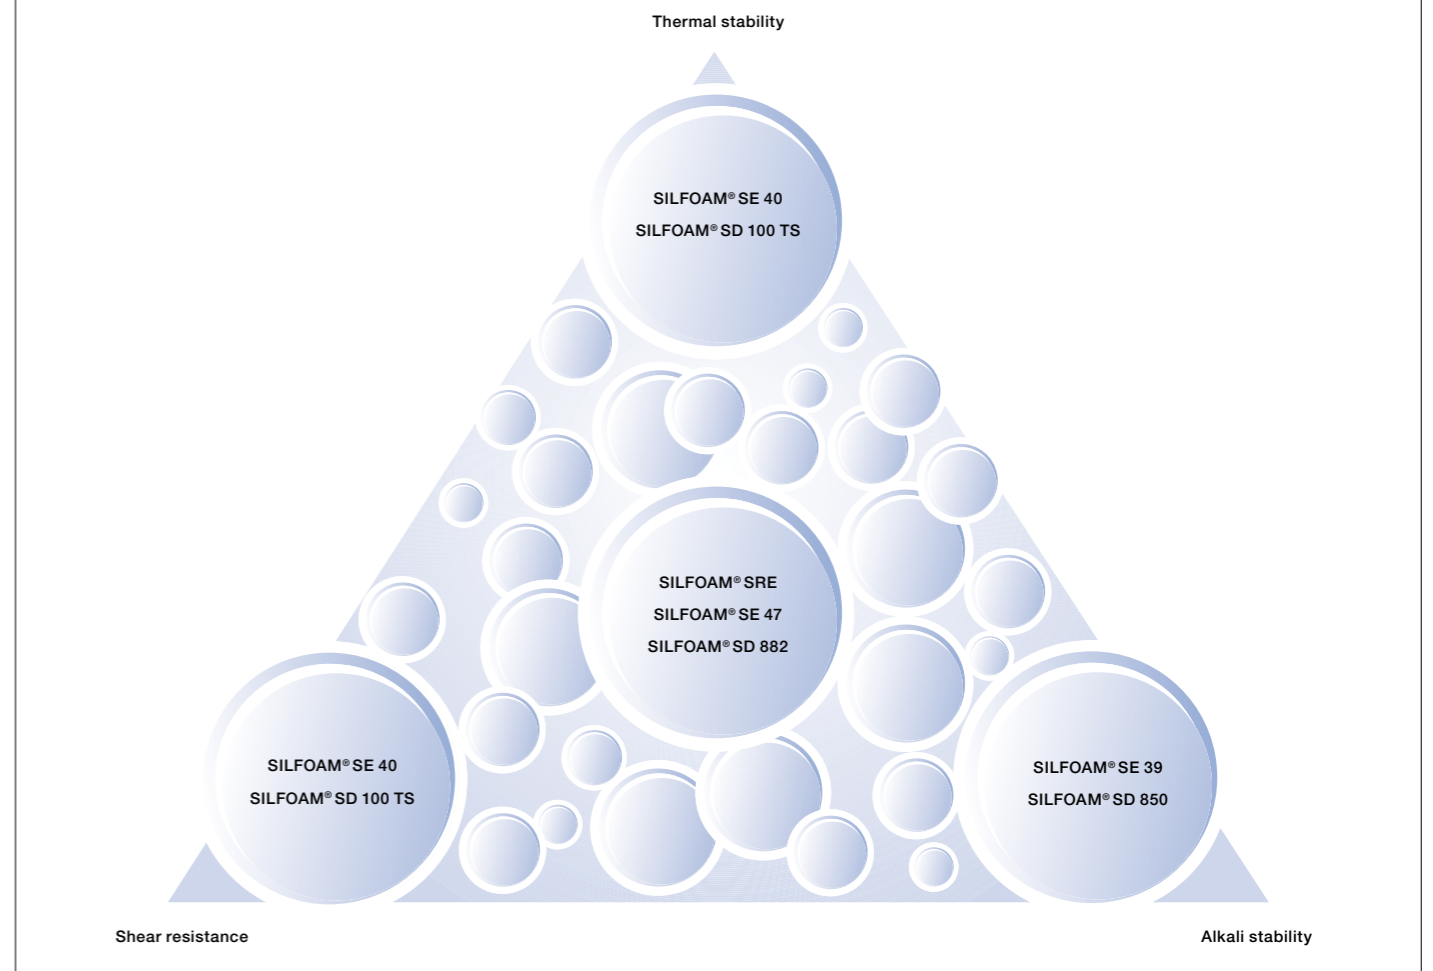 Thermal stability
SILFOAM® SE 40
SILFOAM® SD 100 TS
SILFOAM® SRE
SILFOAM® SE 47
SILFOAM® SD 882
SILFOAM® SE 40
SILFOAM® SD 100 TS
SILFOAM® SE 39
SILFOAM® SD 850
Shear resistance
Alkali stability